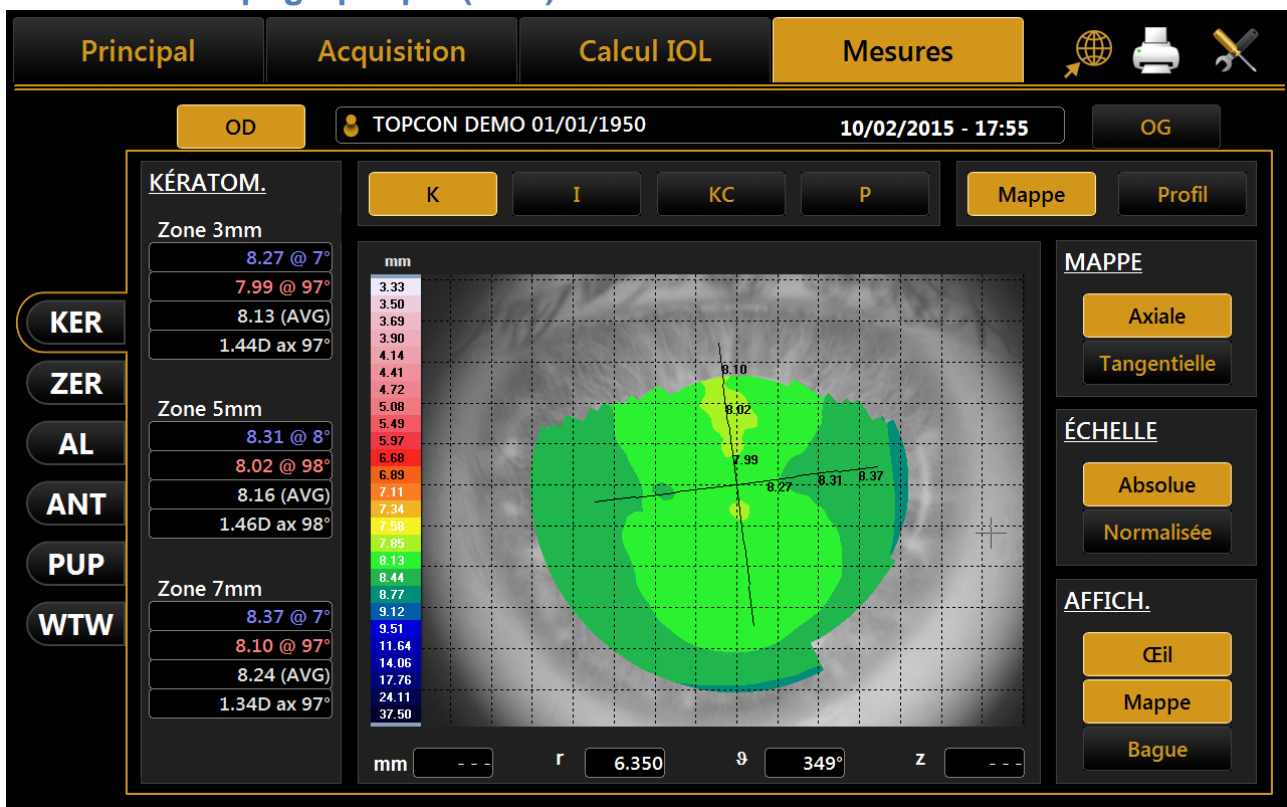 Principal Acquisition Calcul IOL Mesures
OD TOPCON DEMO 01/01/1950 10/02/2015 - 17:55 OG
KÉRATOM.
Zone 3mm
8.27 @ 7°
7.99 @ 97°
8.13 (AVG)
1.44D ax 97°
Zone 5mm
8.31 @ 8°
8.02 @ 98°
8.16 (AVG)
1.46D ax 98°
Zone 7mm
8.37 @ 7°
8.10 @ 97°
8.24 (AVG)
1.34D ax 97°
KER
ZER
AL
ANT
PUP
WTW
K I KC P Mappe Profil
mm
3.33
3.50
3.69
3.90
4.14
4.41
4.72
5.08
5.49
5.97
6.68
6.89
7.11
7.34
7.58
7.85
8.13
8.44
8.77
9.12
9.51
11.64
14.06
17.76
24.11
37.50
8.10
8.02
7.99
8.27 8.31 8.37
mm - - - r 6.350 ϑ 349° z - - -
MAPPE
Axiale
Tangentielle
ÉCHELLE
Absolue
Normalisée
AFFICH.
Œil
Mappe
Bague